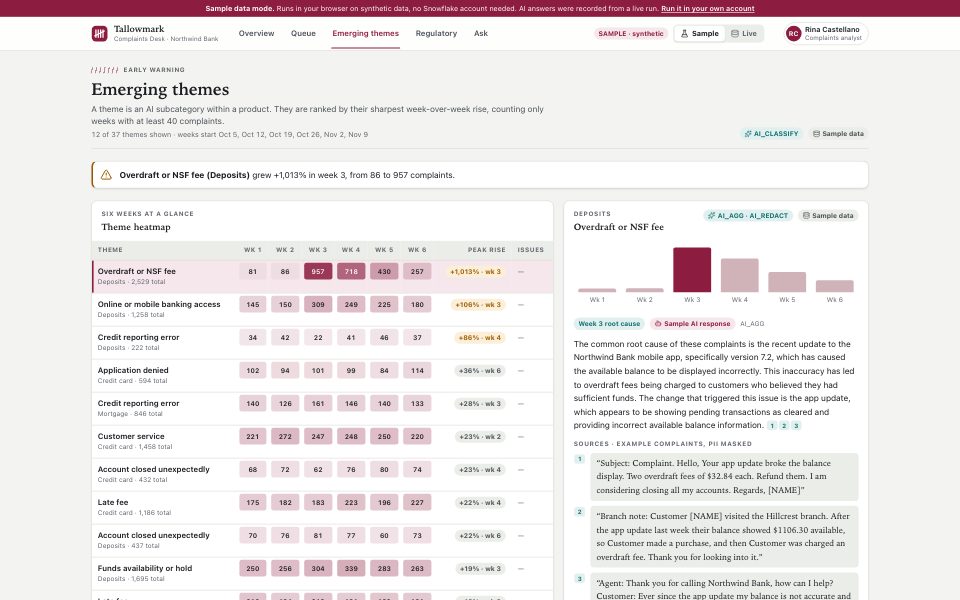 Sample data mode. Runs in your browser on synthetic data, no Snowflake account needed. AI answers were recorded from a live run. Run it in your own account
Tallowmark
Complaints Desk · Northwind Bank
Overview Queue Emerging themes Regulatory Ask
SAMPLE · synthetic
Sample Live
RC
Rina Castellano
Complaints analyst
EARLY WARNING
Emerging themes
A theme is an AI subcategory within a product. They are ranked by their sharpest week-over-week rise, counting only
weeks with at least 40 complaints.
12 of 37 themes shown · weeks start Oct 5, Oct 12, Oct 19, Oct 26, Nov 2, Nov 9
AI_CLASSIFY Sample data
Overdraft or NSF fee (Deposits) grew +1,013% in week 3, from 86 to 957 complaints.
SIX WEEKS AT A GLANCE
Theme heatmap
THEME WK 1 WK 2 WK 3 WK 4 WK 5 WK 6 PEAK RISE ISSUES
Overdraft or NSF fee 81 86 957 718 430 257 +1,013% · wk 3 —
Deposits · 2,529 total
Online or mobile banking access 145 150 309 249 225 180 +106% · wk 3 —
Deposits · 1,258 total
Credit reporting error 34 42 22 41 46 37 +86% · wk 4 —
Deposits · 222 total
Application denied 102 94 101 99 84 114 +36% · wk 6 —
Credit card · 594 total
Credit reporting error 140 126 161 146 140 133 +28% · wk 3 —
Mortgage · 846 total
Customer service 221 272 247 248 250 220 +23% · wk 2 —
Credit card · 1,458 total
Account closed unexpectedly 68 72 62 76 80 74 +23% · wk 4 —
Credit card · 432 total
Late fee 175 182 183 223 196 227 +22% · wk 4 —
Credit card · 1,186 total
Account closed unexpectedly 70 76 81 77 60 73 +22% · wk 6 —
Deposits · 437 total
Funds availability or hold 250 256 304 339 283 263 +19% · wk 3 —
Deposits · 1,695 total
DEPOSITS
Overdraft or NSF fee
AI_AGG · AI_REDACT Sample data
Wk 1 Wk 2 Wk 3 Wk 4 Wk 5 Wk 6
Week 3 root cause Sample AI response AI_AGG
The common root cause of these complaints is the recent update to the
Northwind Bank mobile app, specifically version 7.2, which has caused
the available balance to be displayed incorrectly. This inaccuracy has led
to overdraft fees being charged to customers who believed they had
sufficient funds. The change that triggered this issue is the app update,
which appears to be showing pending transactions as cleared and
providing incorrect available balance information. 1 2 3
SOURCES · EXAMPLE COMPLAINTS, PII MASKED
1
“Subject: Complaint. Hello, Your app update broke the balance
display. Two overdraft fees of $32.84 each. Refund them. I am
considering closing all my accounts. Regards, [NAME]”
2
“Branch note: Customer [NAME] visited the Hillcrest branch. After
the app update last week their balance showed $1106.30 available,
so Customer made a purchase, and then Customer was charged an
overdraft fee. Thank you for looking into it.”
3
“Agent: Thank you for calling Northwind Bank, how can I help?
Customer: Ever since the app update my balance is not accurate and